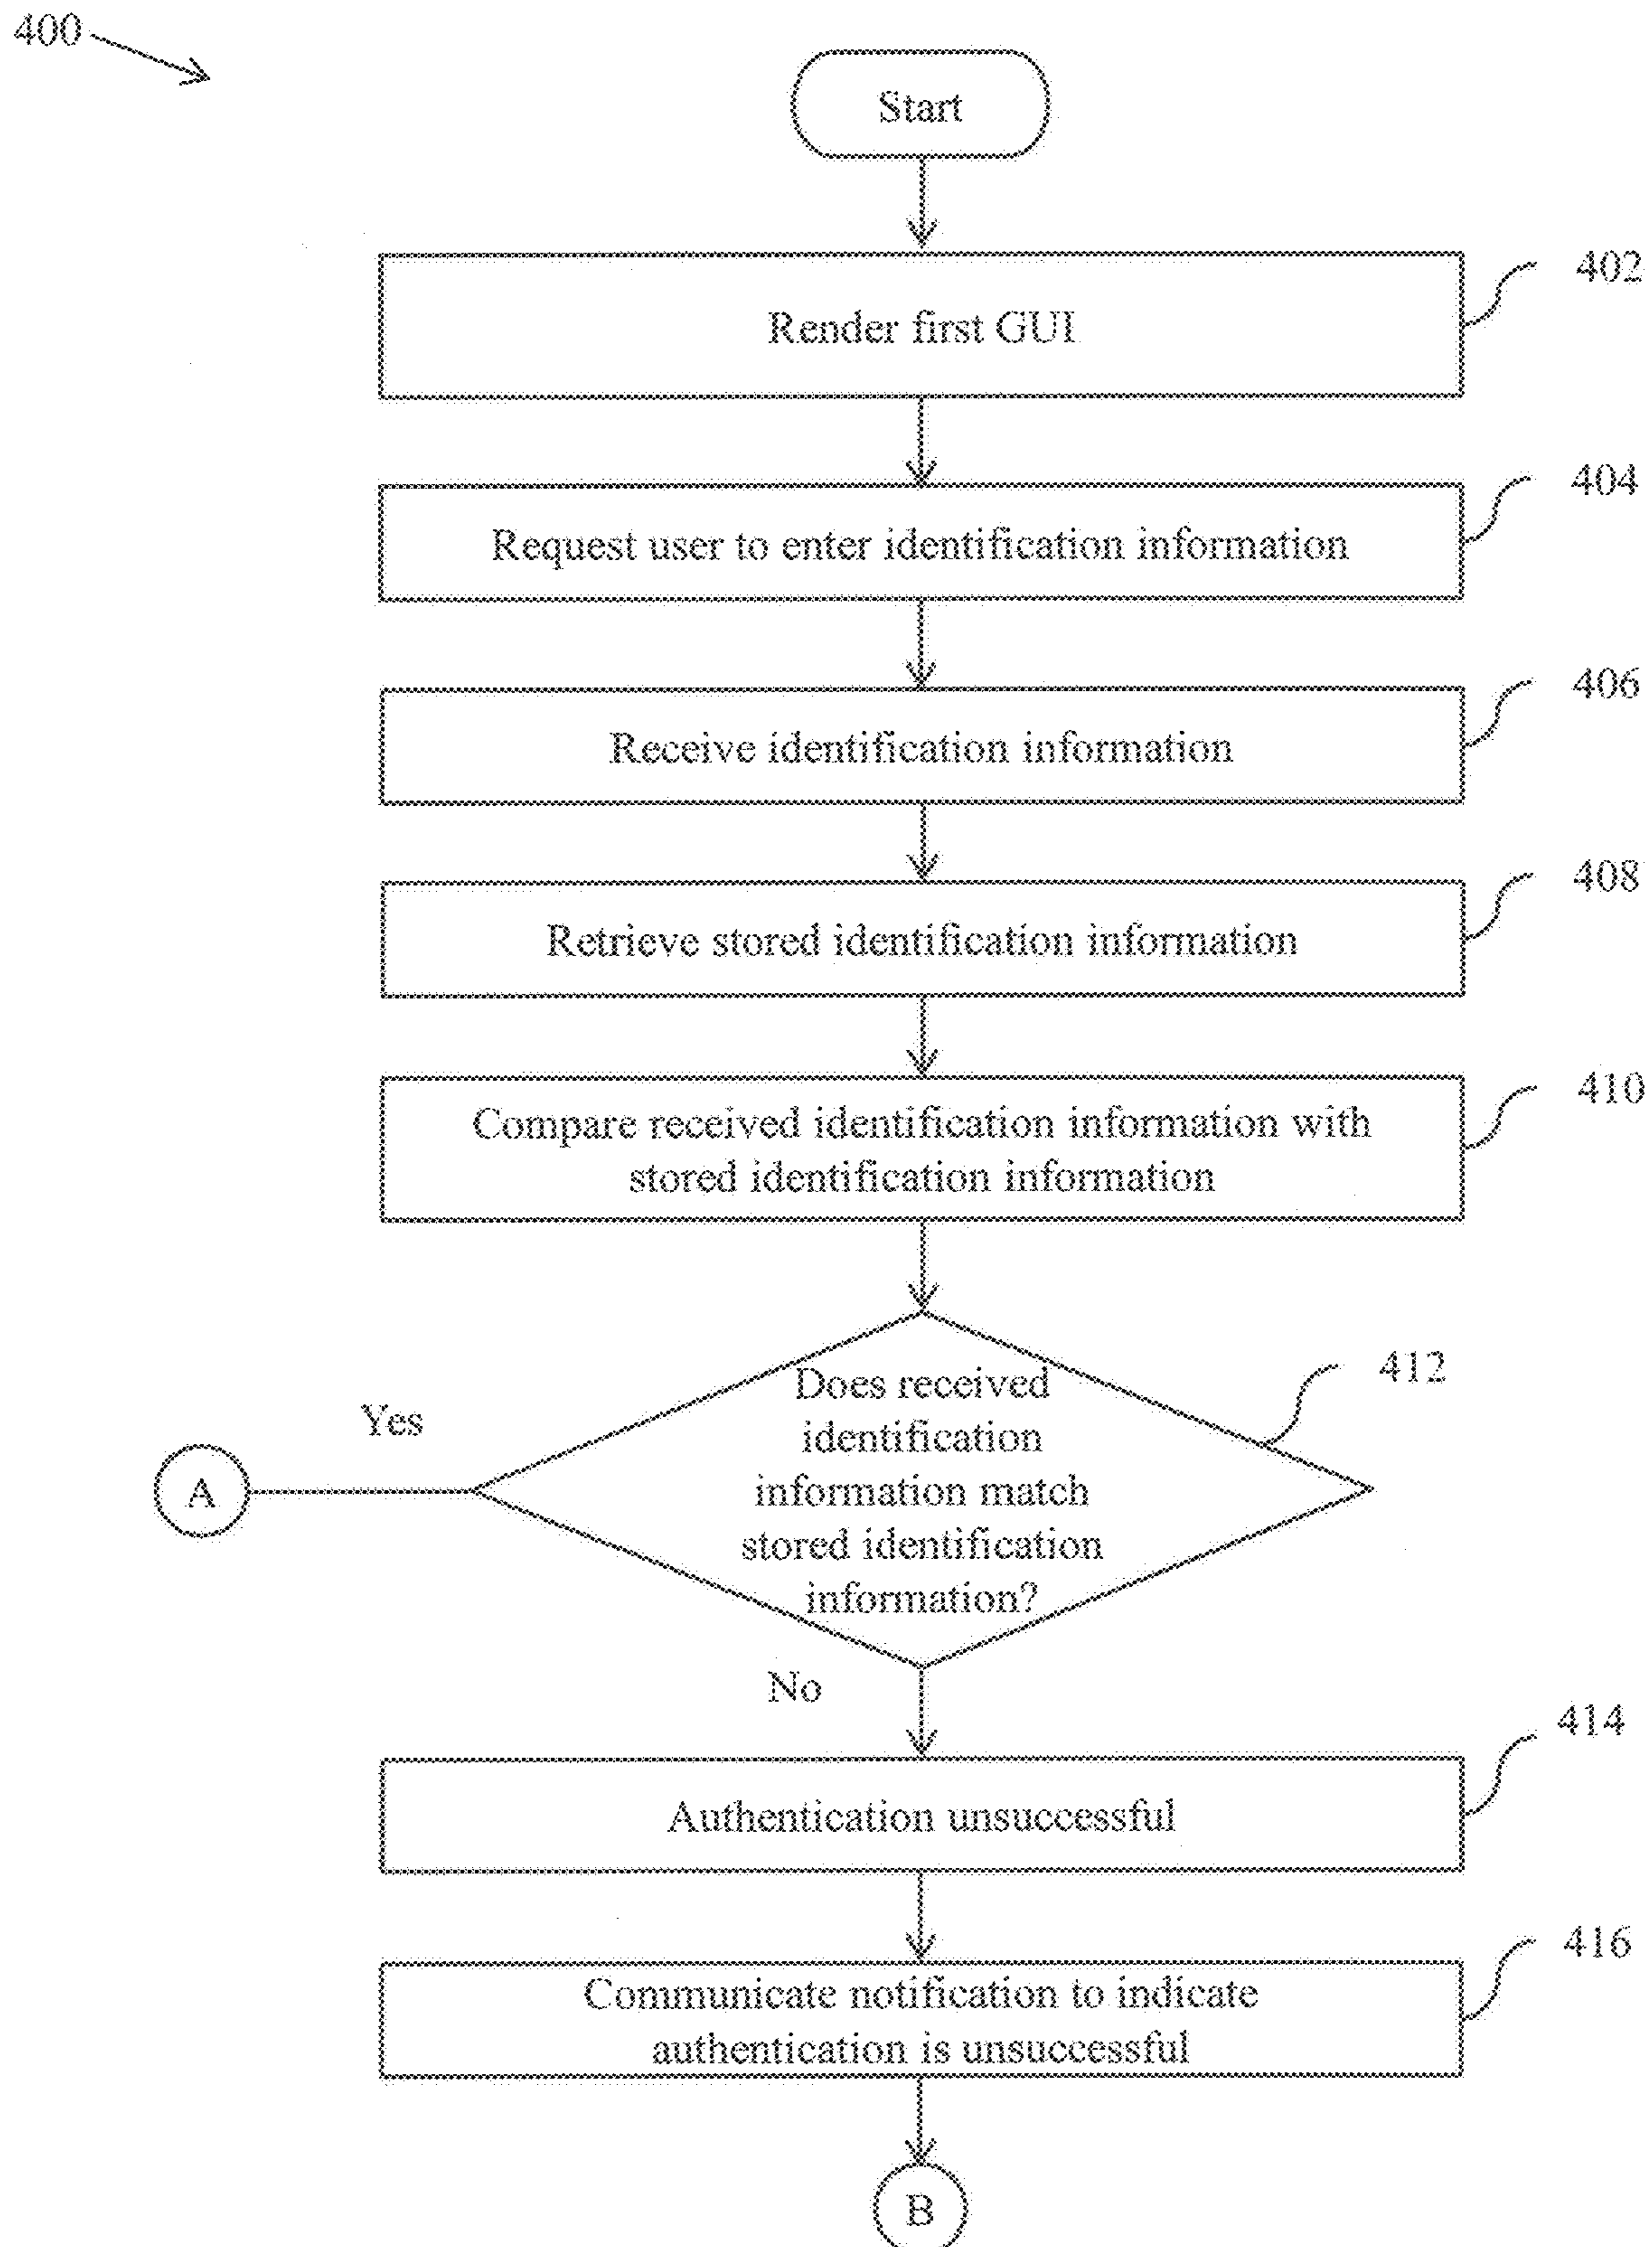 400
Start
402
Render first GUI
404
Request user to enter identification information
406
Receive identification information
408
Retrieve stored identification information
410
Compare received identification information with
stored identification information
412
Does received
identification
information match
stored identification
information?
Yes
A
No
414
Authentication unsuccessful
416
Communicate notification to indicate
authentication is unsuccessful
B